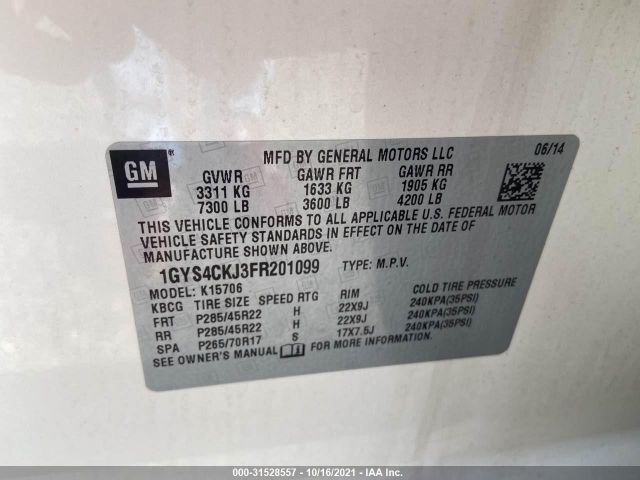 GM
MFD BY GENERAL MOTORS LLC 06/14
GVWR GAWR FRT GAWR RR
3311 KG 1633 KG 1905 KG
7300 LB 3600 LB 4200 LB
THIS VEHICLE CONFORMS TO ALL APPLICABLE U.S. FEDERAL MOTOR
VEHICLE SAFETY STANDARDS IN EFFECT ON THE DATE OF
MANUFACTURE SHOWN ABOVE.
1GYS4CKJ3FR201099 TYPE: M.P.V.
MODEL: K15706
KBCG TIRE SIZE SPEED RTG RIM COLD TIRE PRESSURE
FRT P285/45R22 H 22X9J 240KPA(35PSI)
RR P285/45R22 H 22X9J 240KPA(35PSI)
SPA P265/70R17 S 17X7.5J 240KPA(35PSI)
SEE OWNER'S MANUAL FOR MORE INFORMATION.
000-31528557 - 10/16/2021 - IAA Inc.